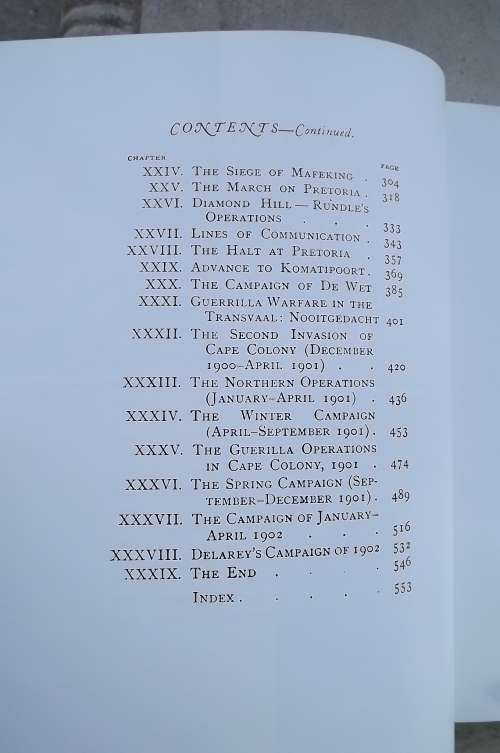 CONTENTS—Continued.
CHAPTER PAGE
XXIV. THE SIEGE OF MAFEKING . 304
XXV. THE MARCH ON PRETORIA . 318
XXVI. DIAMOND HILL—RUNDLE'S
OPERATIONS . . . 333
XXVII. LINES OF COMMUNICATION . 343
XXVIII. THE HALT AT PRETORIA . 357
XXIX. ADVANCE TO KOMATIPOORT. 369
XXX. THE CAMPAIGN OF DE WET 385
XXXI. GUERRILLA WARFARE IN THE
TRANSVAAL: NOOITGEDACHT 401
XXXII. THE SECOND INVASION OF
CAPE COLONY (DECEMBER
1900–APRIL 1901) . . 420
XXXIII. THE NORTHERN OPERATIONS
(JANUARY–APRIL 1901) . 436
XXXIV. THE WINTER CAMPAIGN
(APRIL–SEPTEMBER 1901) . 453
XXXV. THE GUERILLA OPERATIONS
IN CAPE COLONY, 1901 . 474
XXXVI. THE SPRING CAMPAIGN (SEP-
TEMBER–DECEMBER 1901) . 489
XXXVII. THE CAMPAIGN OF JANUARY–
APRIL 1902 . . . 516
XXXVIII. DELAREY'S CAMPAIGN OF 1902 532
XXXIX. THE END . . . . 546
INDEX . . . . . 553